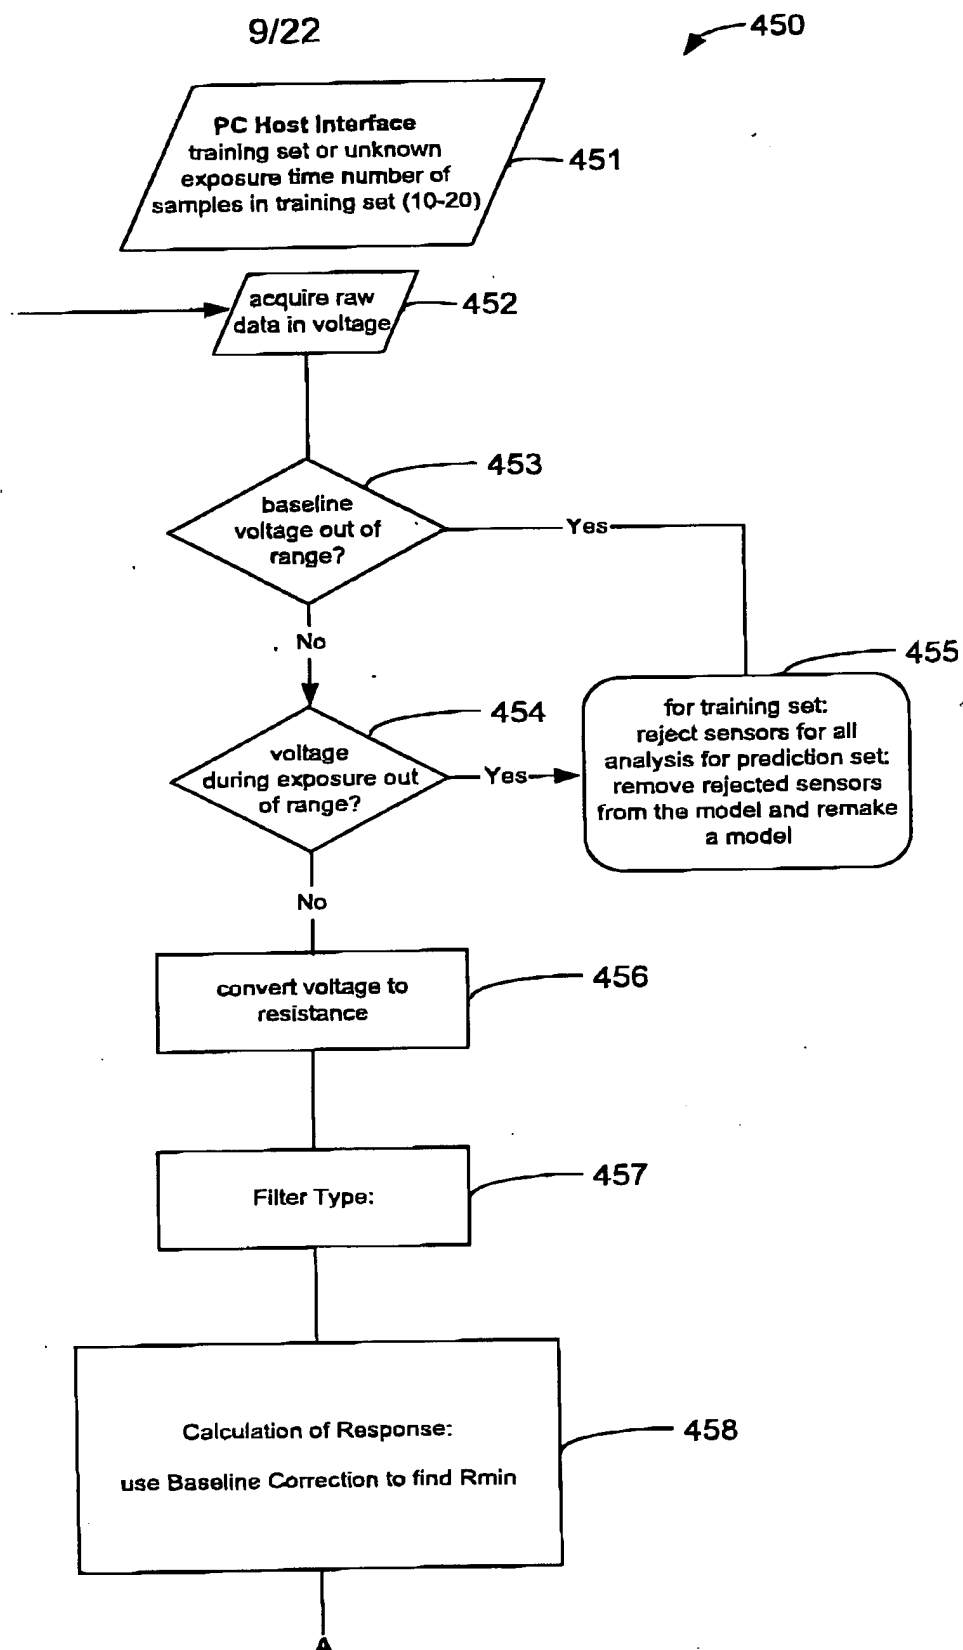 9/22
450
PC Host Interface
training set or unknown
exposure time number of
samples in training set (10-20)
451
acquire raw
data in voltage
452
453
baseline
voltage out of
range?
Yes
No
455
for training set:
reject sensors for all
analysis for prediction set:
remove rejected sensors
from the model and remake
a model
454
voltage
during exposure out
of range?
Yes
No
convert voltage to
resistance
456
Filter Type:
457
Calculation of Response:
use Baseline Correction to find Rmin
458
A